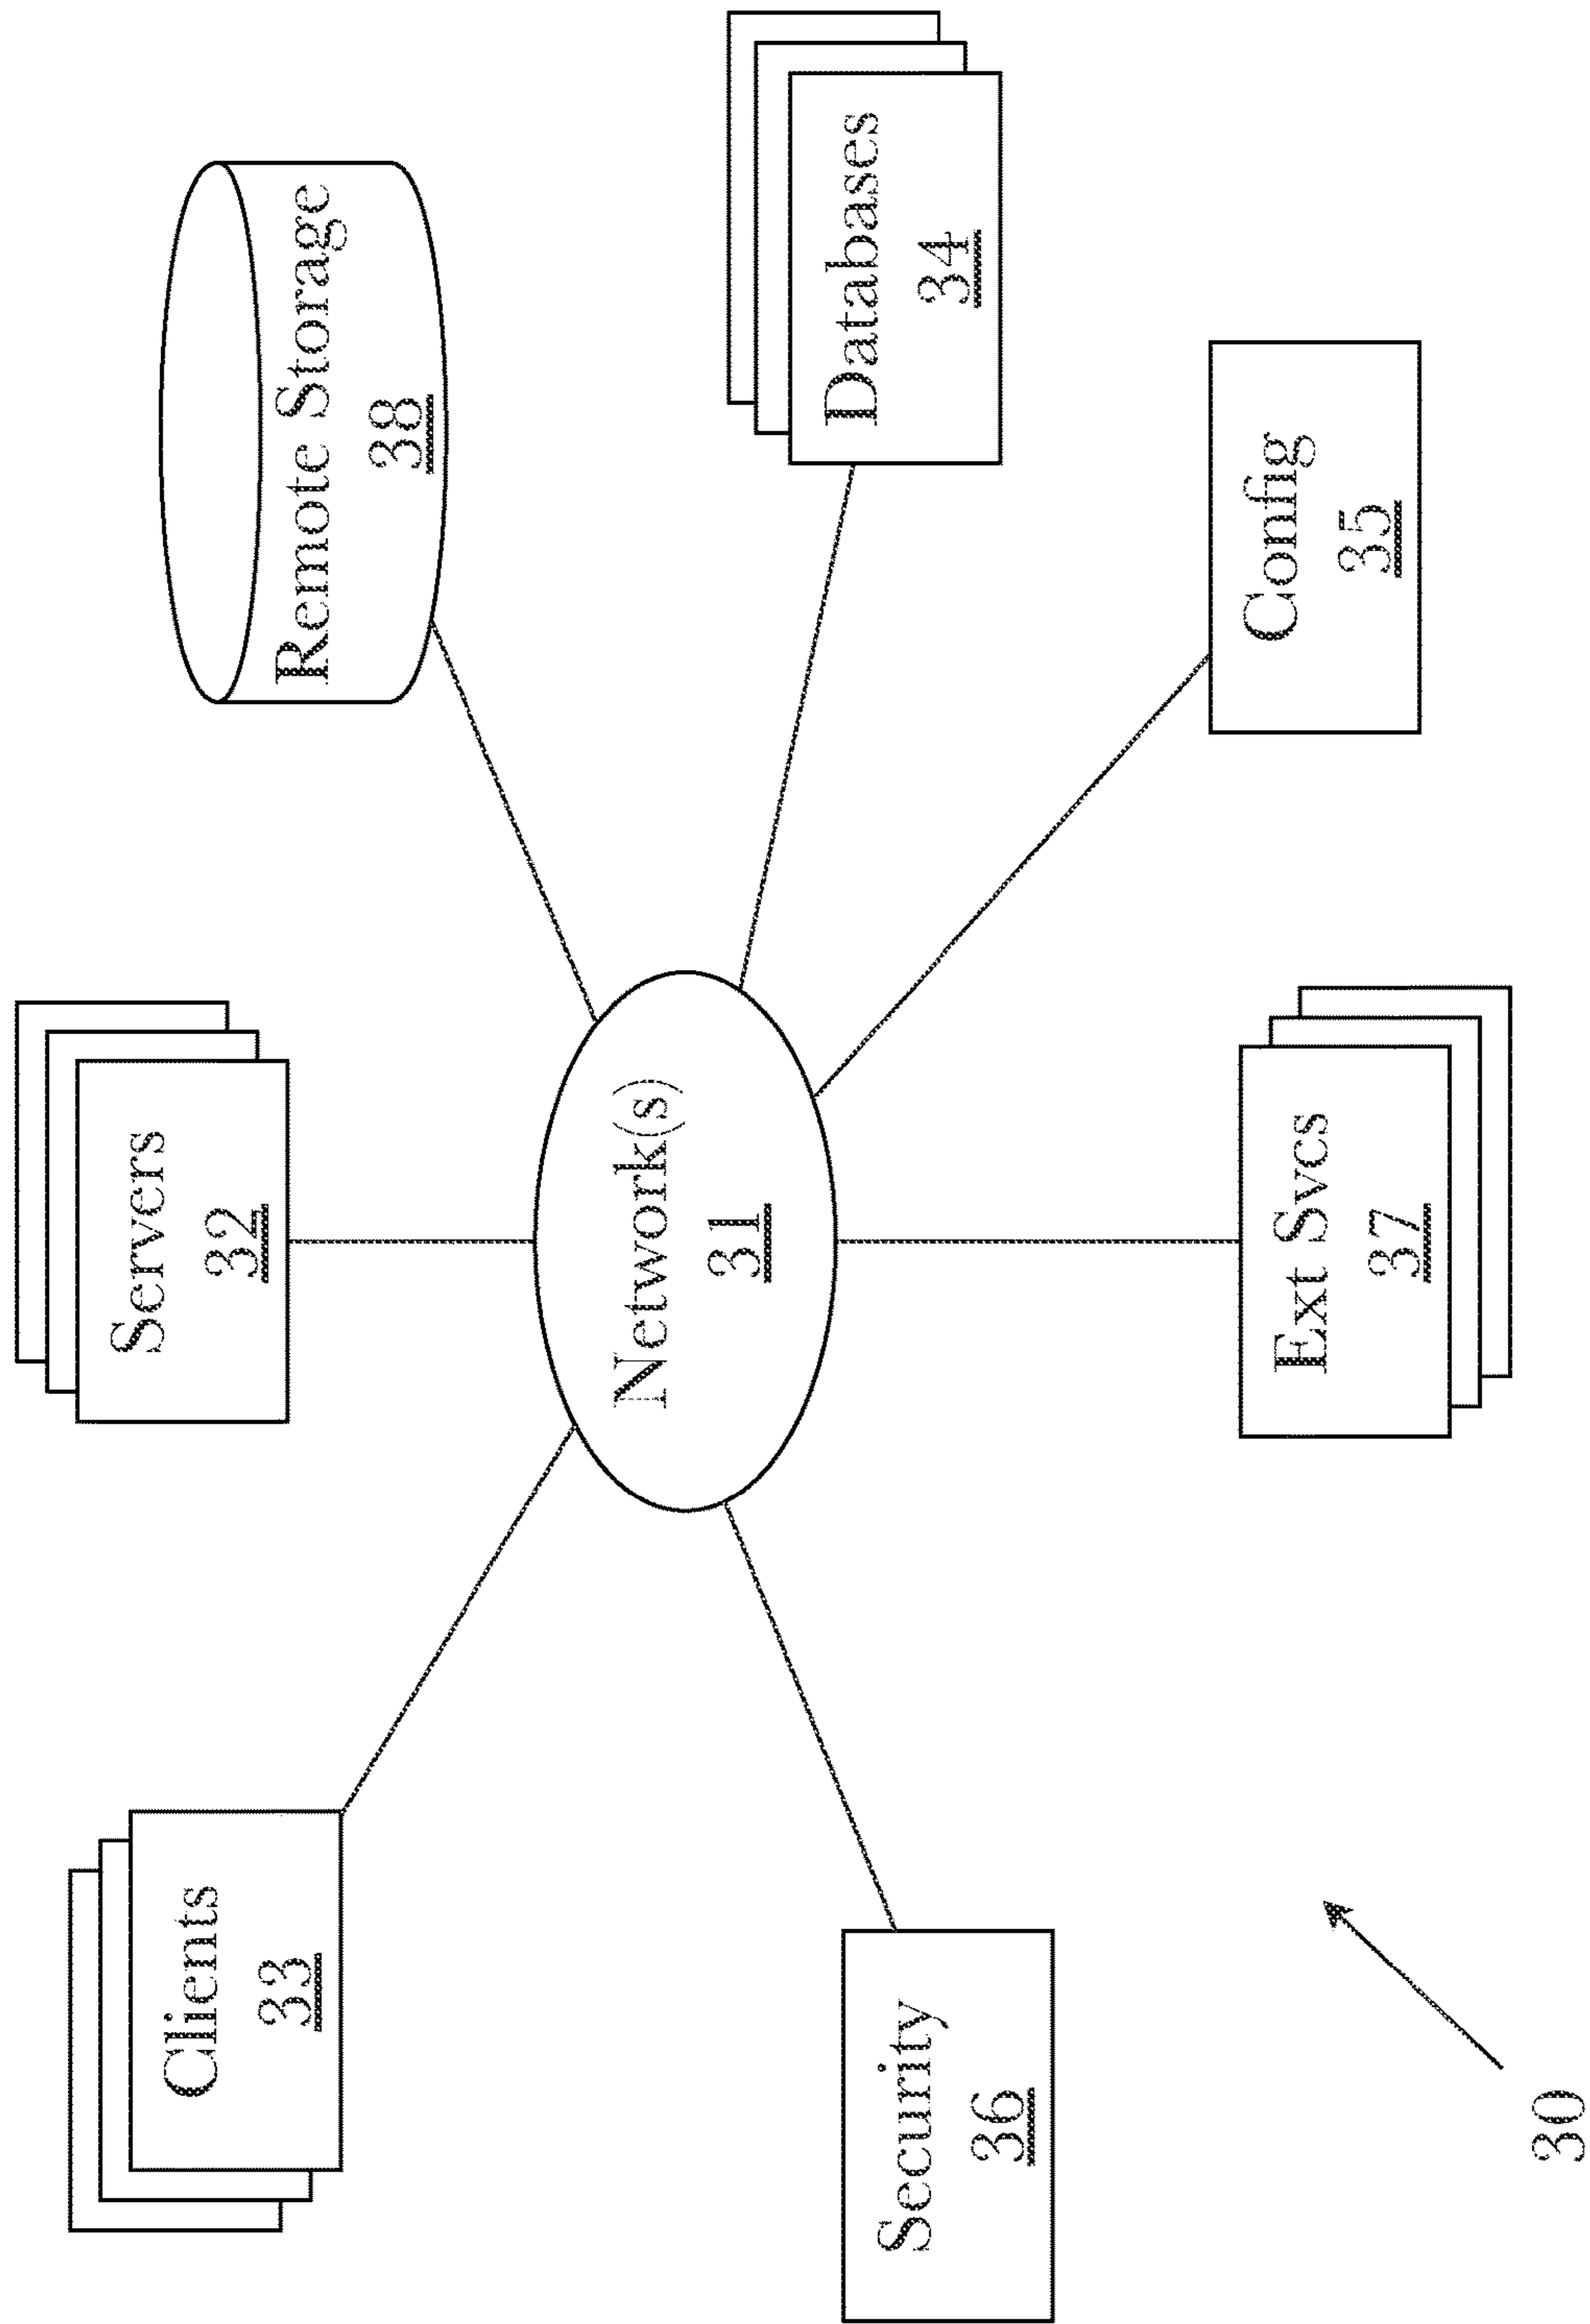 Servers
32
Clients
33
Remote Storage
38
Network(s)
31
Databases
34
Security
36
Config
35
Ext Svcs
37
30